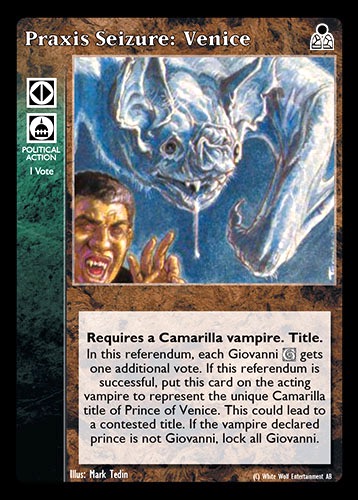 Praxis Seizure: Venice
POLITICAL
ACTION
1 Vote
Requires a Camarilla vampire. Title.
In this referendum, each Giovanni gets
one additional vote. If this referendum is
successful, put this card on the acting
vampire to represent the unique Camarilla
title of Prince of Venice. This could lead to
a contested title. If the vampire declared
prince is not Giovanni, lock all Giovanni.
Illus: Mark Tedin
(C) White Wolf Entertainment AB